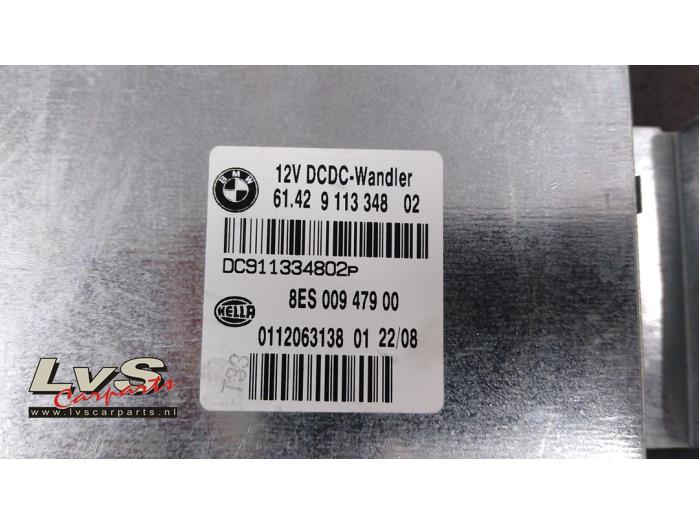 BMW
12V DCDC-Wandler
61.42 9 113 348 02
DC911334802P
8ES 009 479 00
HELLA
0112063138 01 22/08
T33
LvS
Carparts
www.lvscarparts.nl